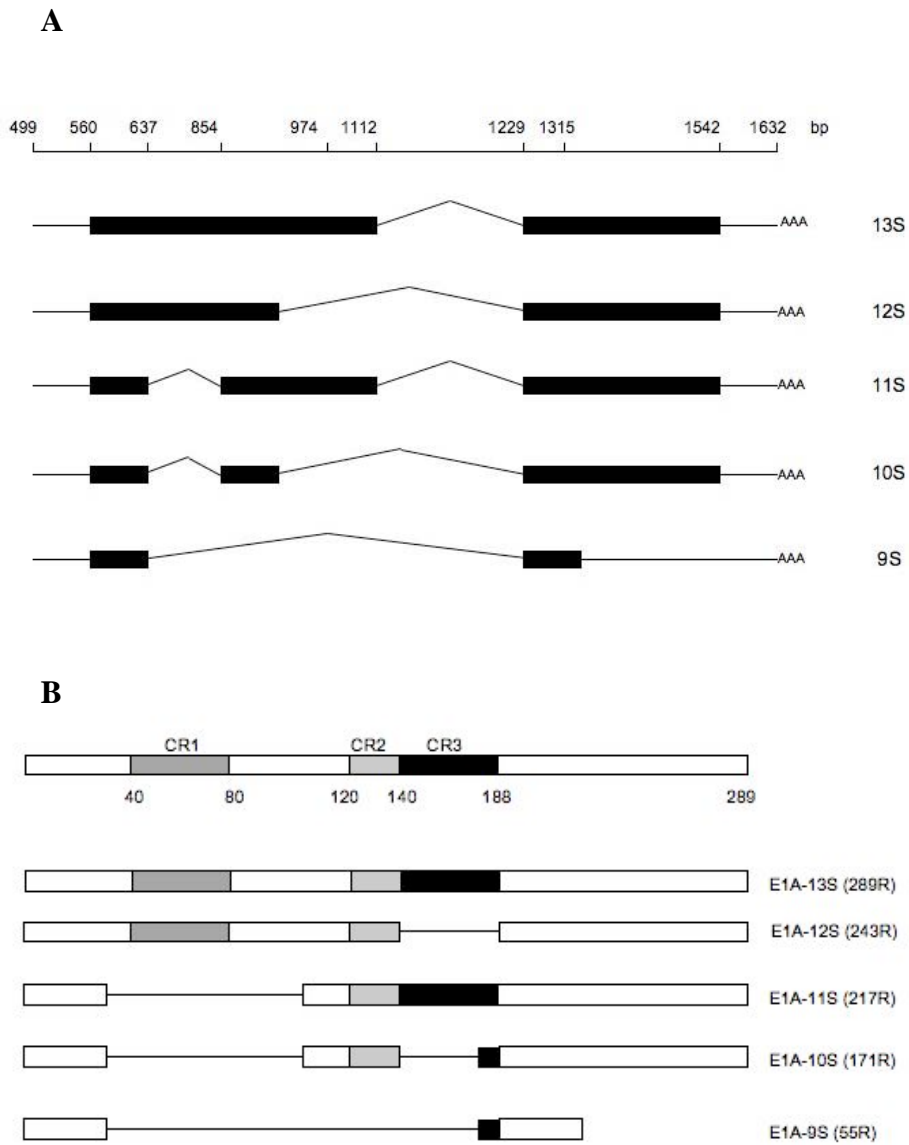 A
499 560 637 854 974 1112 1229 1315 1542 1632 bp
AAA 13S
AAA 12S
AAA 11S
AAA 10S
AAA 9S
B
CR1 CR2 CR3
40 80 120 140 188 289
E1A-13S (289R)
E1A-12S (243R)
E1A-11S (217R)
E1A-10S (171R)
E1A-9S (55R)